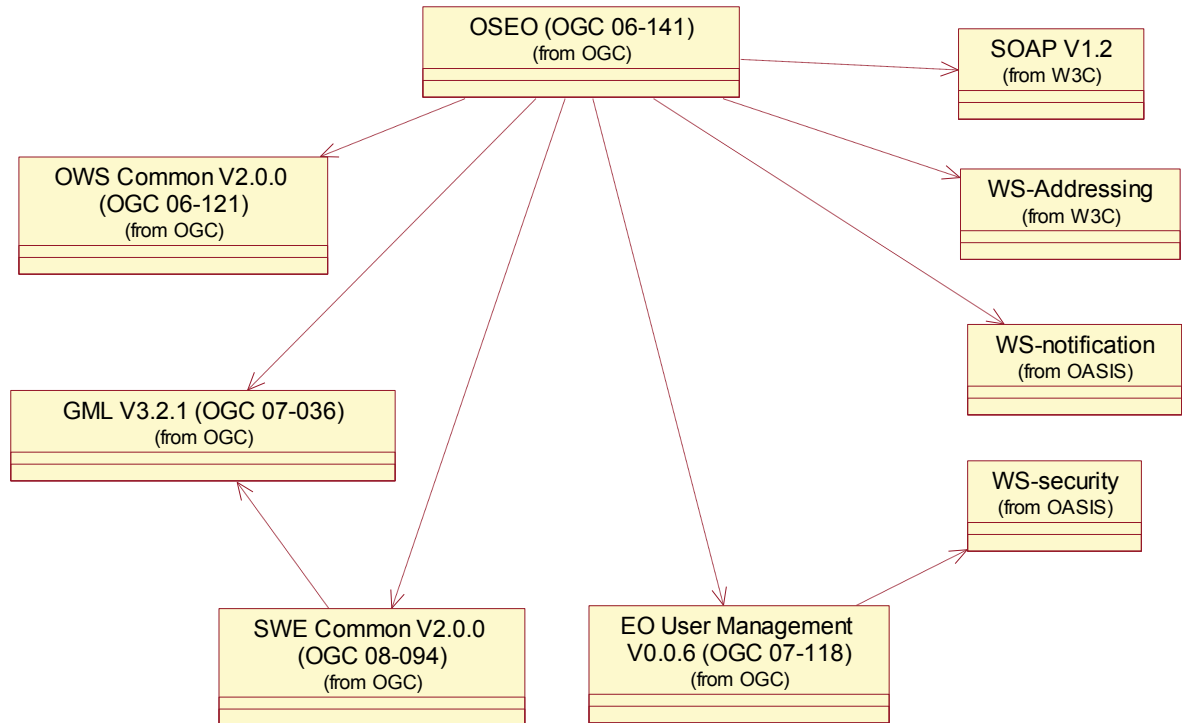 OSEO (OGC 06-141)
(from OGC)
SOAP V1.2
(from W3C)
OWS Common V2.0.0
(OGC 06-121)
(from OGC)
WS-Addressing
(from W3C)
WS-notification
(from OASIS)
GML V3.2.1 (OGC 07-036)
(from OGC)
WS-security
(from OASIS)
SWE Common V2.0.0
(OGC 08-094)
(from OGC)
EO User Management
V0.0.6 (OGC 07-118)
(from OGC)